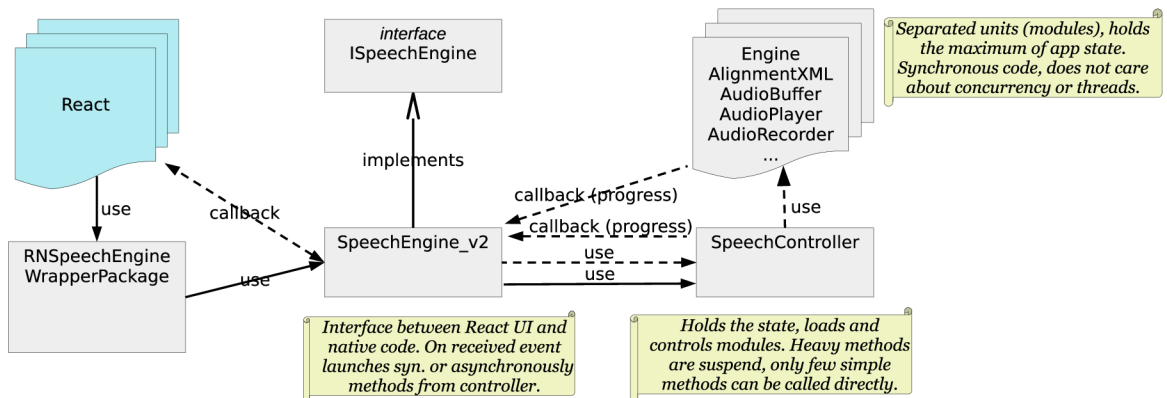 React
use
RNSpeechEngine
WrapperPackage
callback
use
interface
ISpeechEngine
implements
SpeechEngine_v2
callback (progress)
callback (progress)
use
use
Engine
AlignmentXML
AudioBuffer
AudioPlayer
AudioRecorder
...
use
SpeechController
Separated units (modules), holds
the maximum of app state.
Synchronous code, does not care
about concurrency or threads.
Interface between React UI and
native code. On received event
launches syn. or asynchronously
methods from controller.
Holds the state, loads and
controls modules. Heavy methods
are suspend, only few simple
methods can be called directly.